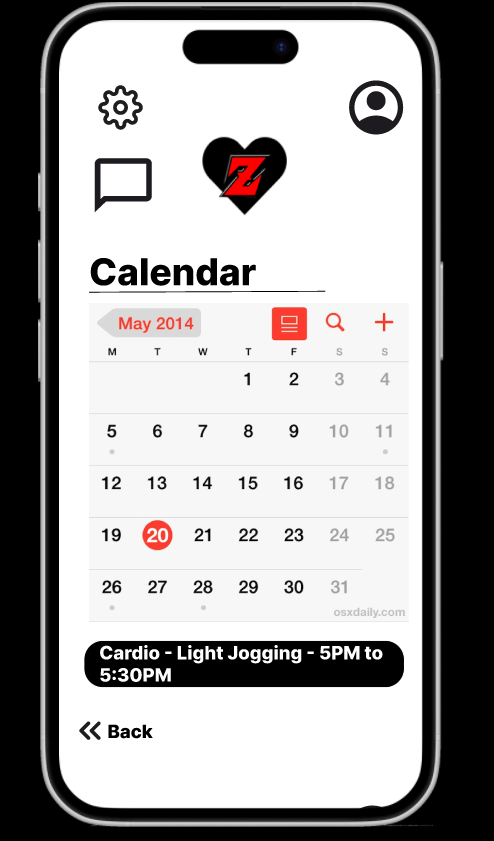 Z
Calendar
May 2014
M T W T F S S
1 2 3 4
5 6 7 8 9 10 11
12 13 14 15 16 17 18
19 20 21 22 23 24 25
26 27 28 29 30 31
osxdaily.com
Cardio - Light Jogging - 5PM to
5:30PM
Back